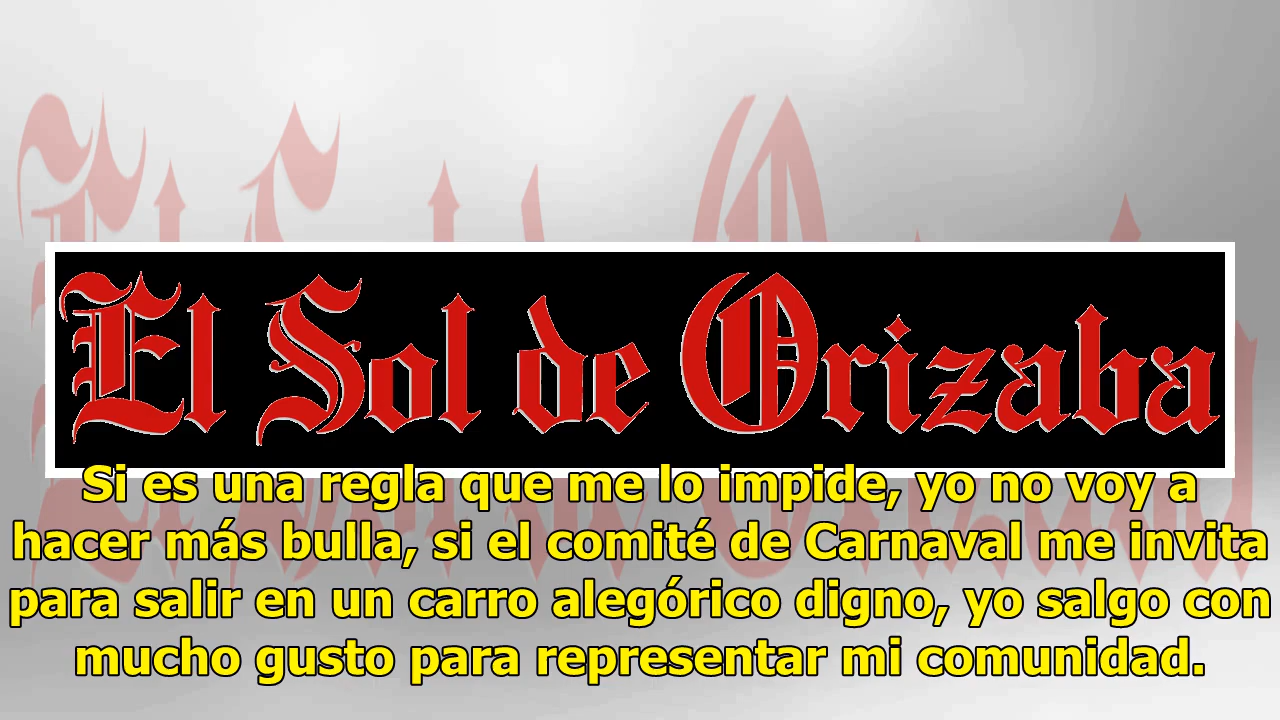 El Sol de Orizaba
Si es una regla que me lo impide, yo no voy a
hacer más bulla, si el comité de Carnaval me invita
para salir en un carro alegórico digno, yo salgo con
mucho gusto para representar mi comunidad.